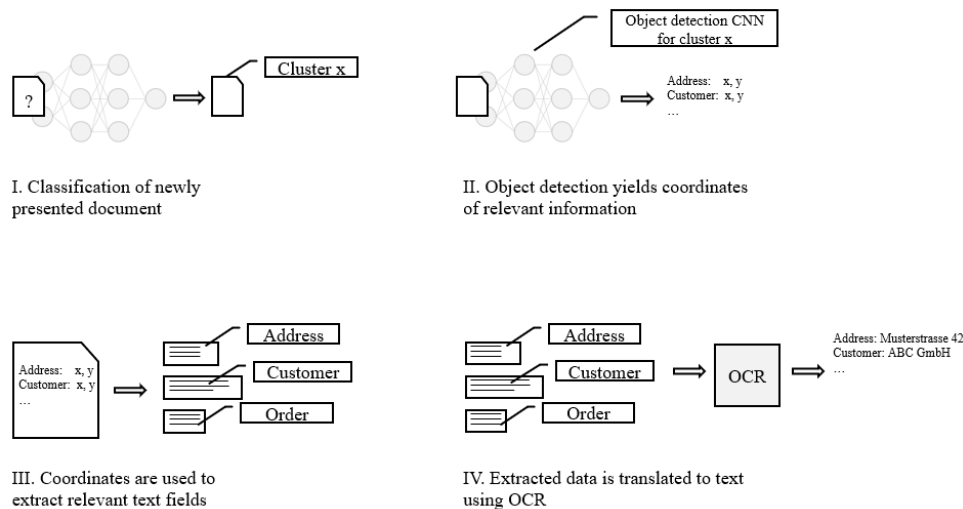 ?
Cluster x
I. Classification of newly
presented document
Object detection CNN
for cluster x
Address: x, y
Customer: x, y
...
II. Object detection yields coordinates
of relevant information
Address: x, y
Customer: x, y
...
Address
Customer
Order
III. Coordinates are used to
extract relevant text fields
Address
Customer
Order
OCR
Address: Musterstrasse 42
Customer: ABC GmbH
...
IV. Extracted data is translated to text
using OCR